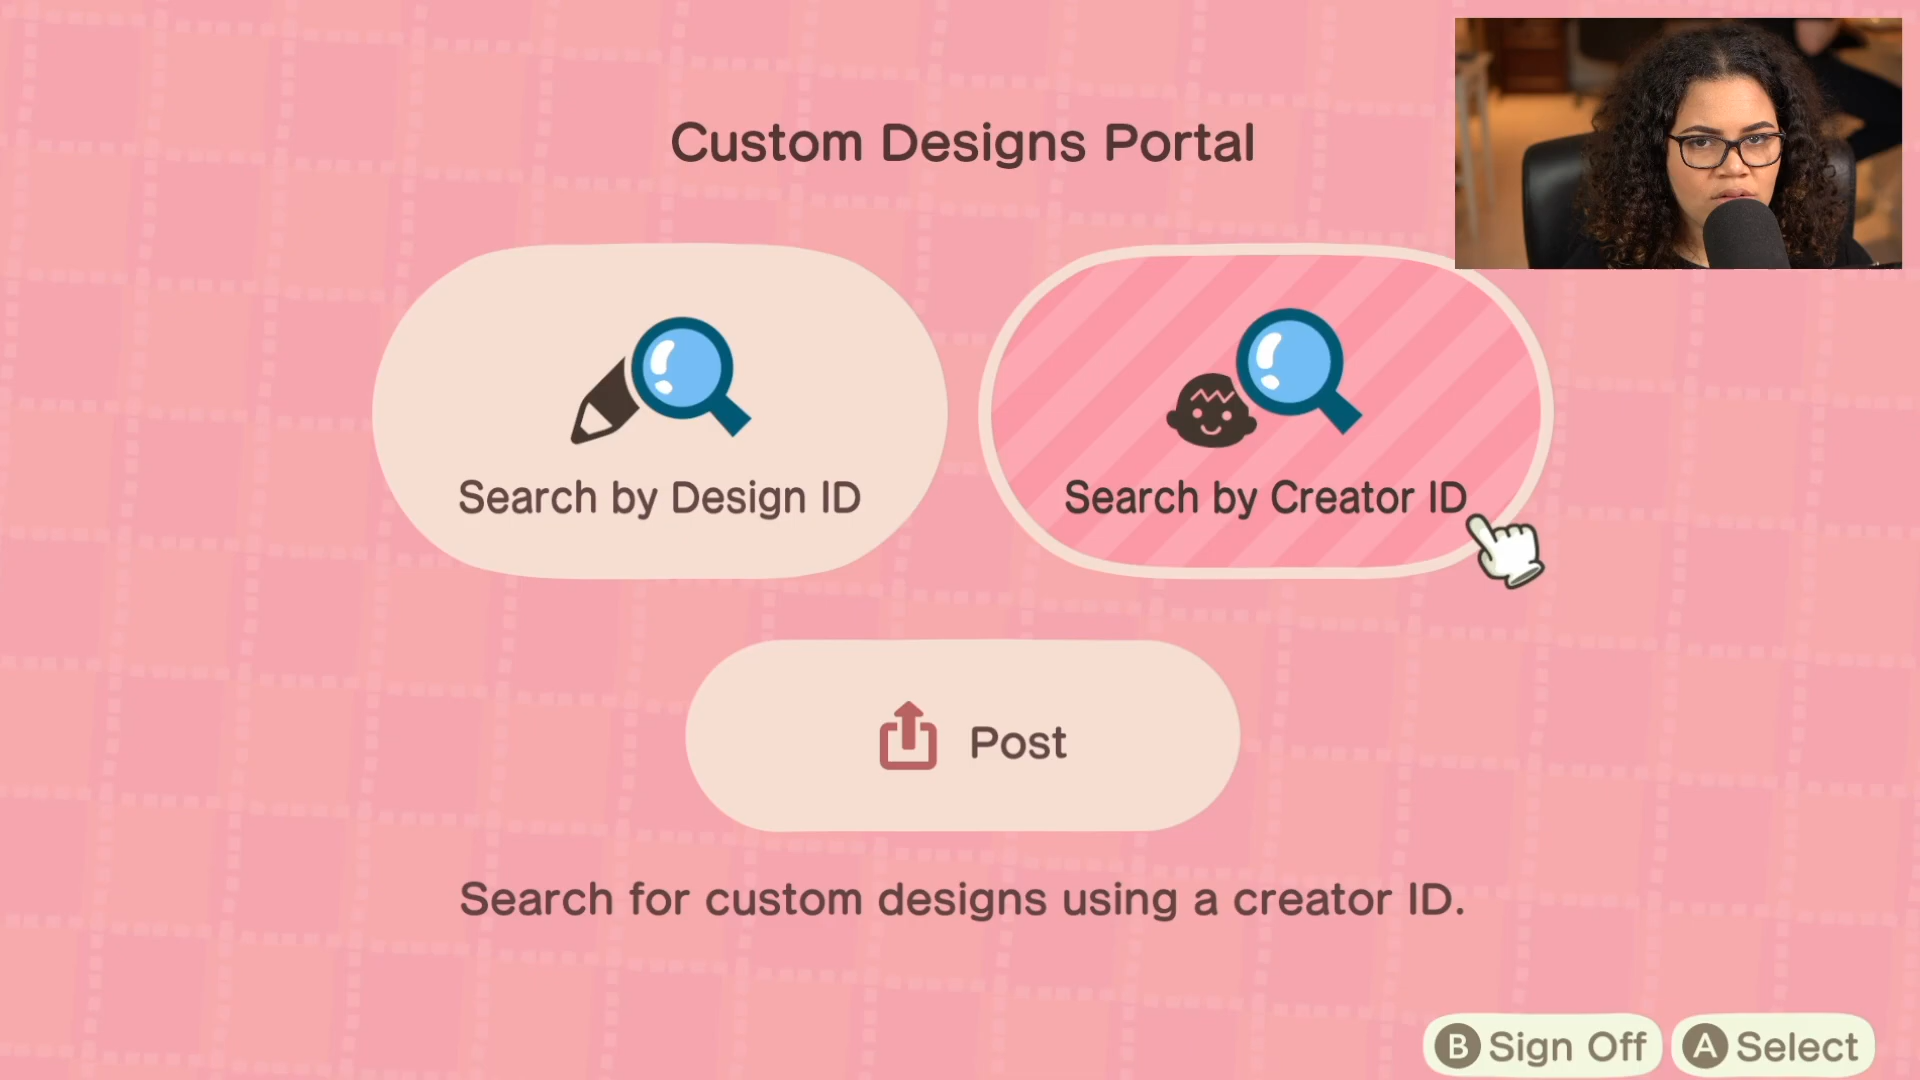 Custom Designs Portal
Search by Design ID
Search by Creator ID
Post
Search for custom designs using a creator ID.
B Sign Off
A Select